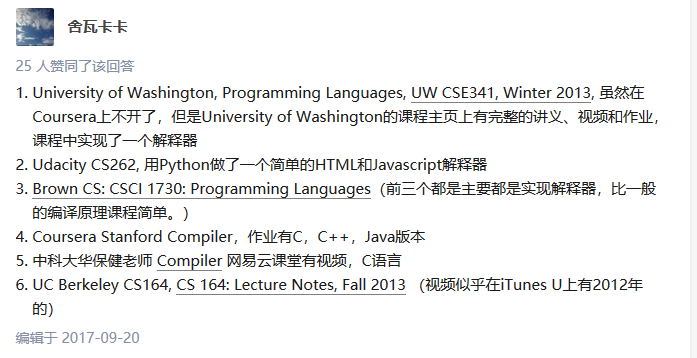 舍瓦卡卡
25 人赞同了该回答
1. University of Washington, Programming Languages, UW CSE341, Winter 2013, 虽然在
Coursera上不开了，但是University of Washington的课程主页上有完整的讲义、视频和作业，
课程中实现了一个解释器
2. Udacity CS262, 用Python做了一个简单的HTML和Javascript解释器
3. Brown CS: CSCI 1730: Programming Languages（前三个都是主要都是实现解释器，比一般
的编译原理课程简单。）
4. Coursera Stanford Compiler，作业有C，C++，Java版本
5. 中科大华保健老师 Compiler 网易云课堂有视频，C语言
6. UC Berkeley CS164, CS 164: Lecture Notes, Fall 2013 （视频似乎在iTunes U上有2012年
的）
编辑于 2017-09-20